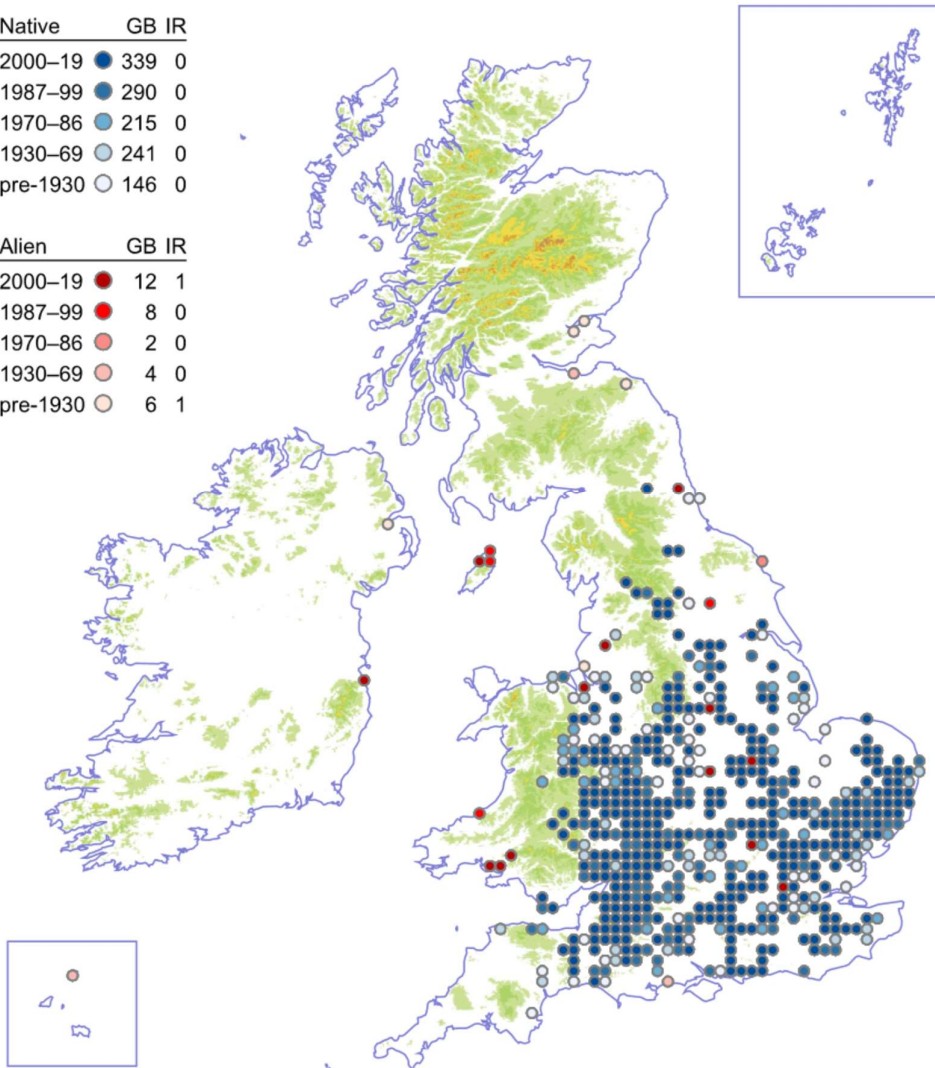 Native GB IR
2000–19 339 0
1987–99 290 0
1970–86 215 0
1930–69 241 0
pre-1930 146 0
Alien GB IR
2000–19 12 1
1987–99 8 0
1970–86 2 0
1930–69 4 0
pre-1930 6 1